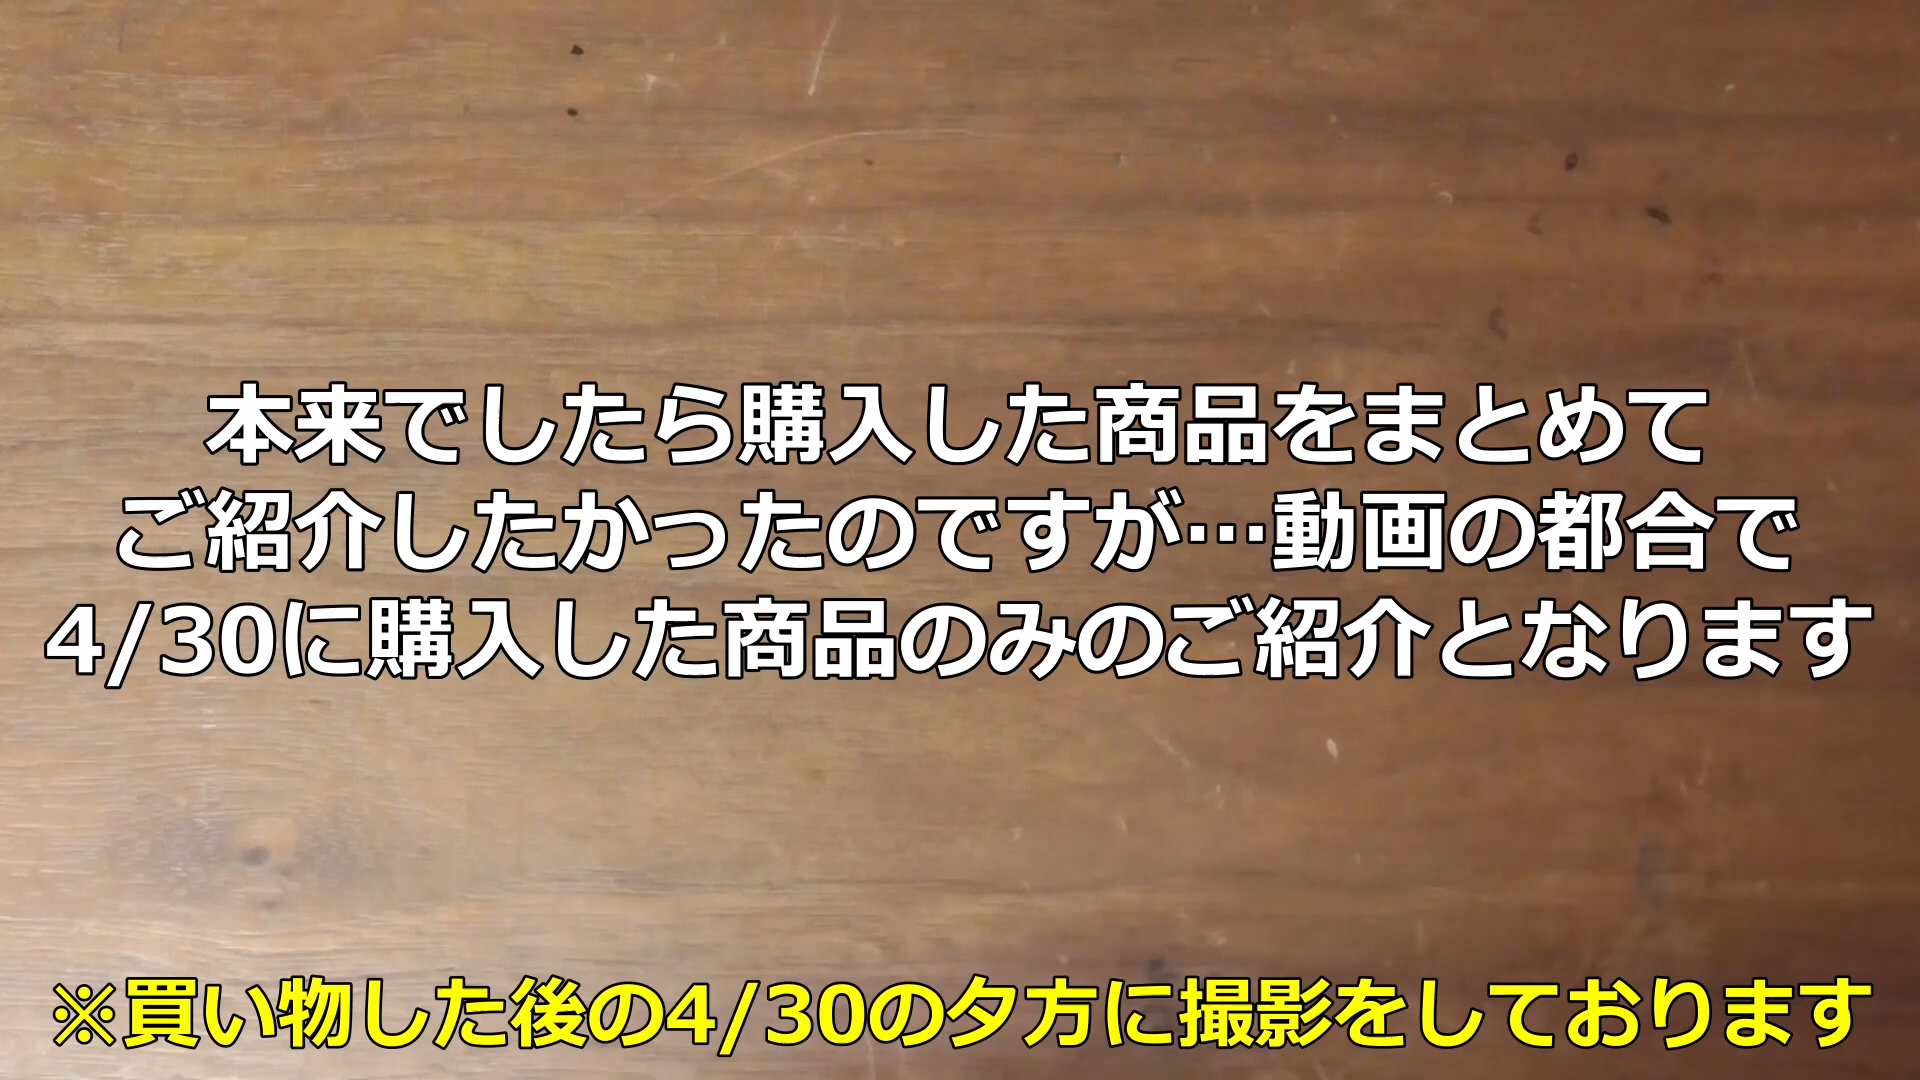 本来でしたら購入した商品をまとめて
ご紹介したかったのですが…動画の都合で
4/30に購入した商品のみのご紹介となります
※買い物した後の4/30の夕方に撮影をしております